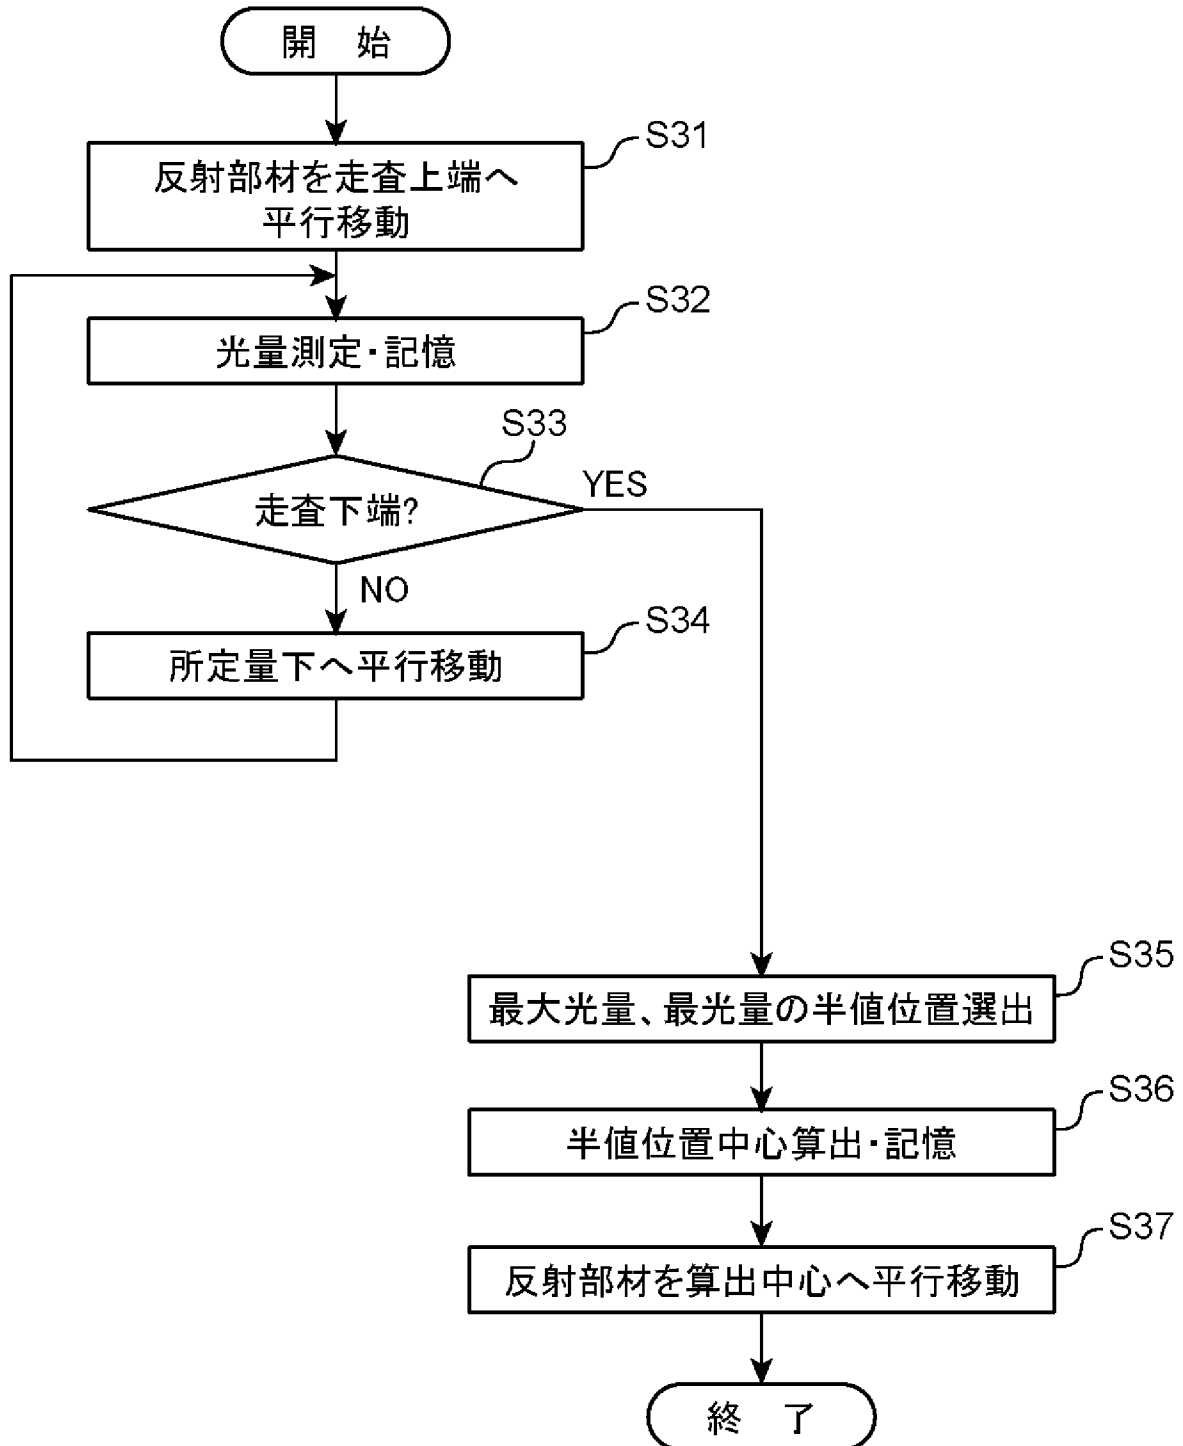 開 始
S31
反射部材を走査上端へ
平行移動
S32
光量測定・記憶
S33
走査下端?
YES
NO
S34
所定量下へ平行移動
S35
最大光量、最光量の半値位置選出
S36
半値位置中心算出・記憶
S37
反射部材を算出中心へ平行移動
終 了